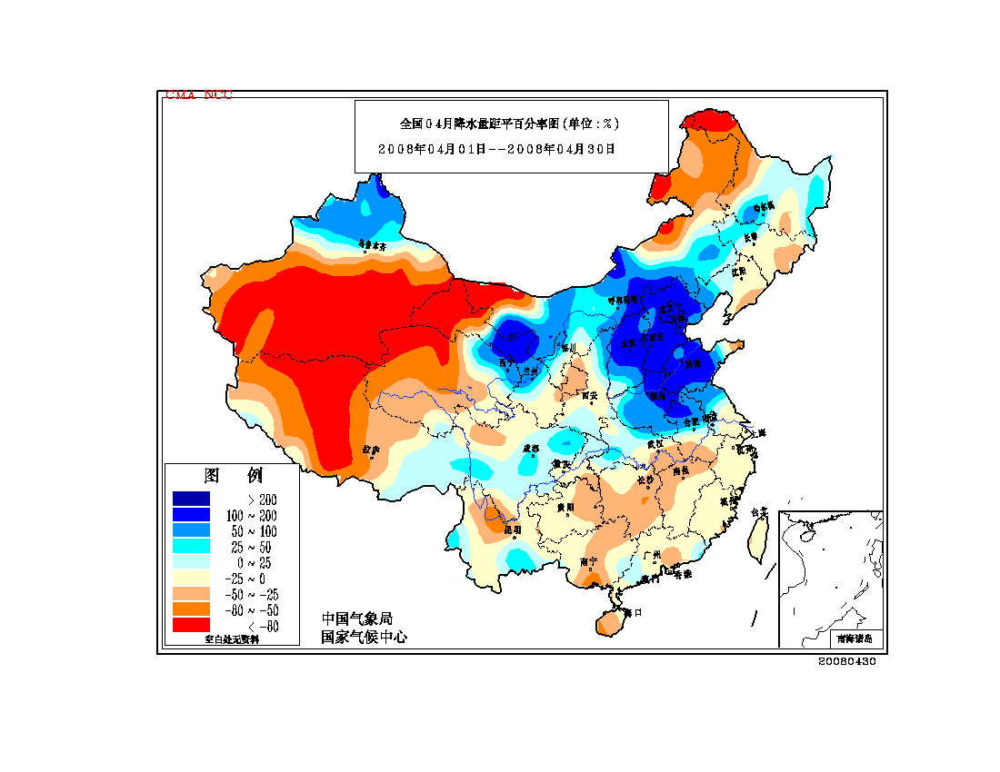 CMA NCC
全国04月降水量距平百分率图(单位:%)
2008年04月01日--2008年04月30日
哈尔滨
长春
乌鲁木齐
沈阳
呼和浩特
北京
天津
石家庄
太原
银川
西宁
兰州
济南
郑州
西安
合肥
南京
上海
拉萨
成都
武汉
杭州
重庆
南昌
长沙
贵阳
福州
台北
昆明
广州
南宁
澳门
香港
海口
图 例
> 200
100 ~ 200
50 ~ 100
25 ~ 50
0 ~ 25
-25 ~ 0
-50 ~ -25
-80 ~ -50
< -80
空白处无资料
中国气象局
国家气候中心
南海诸岛
20080430